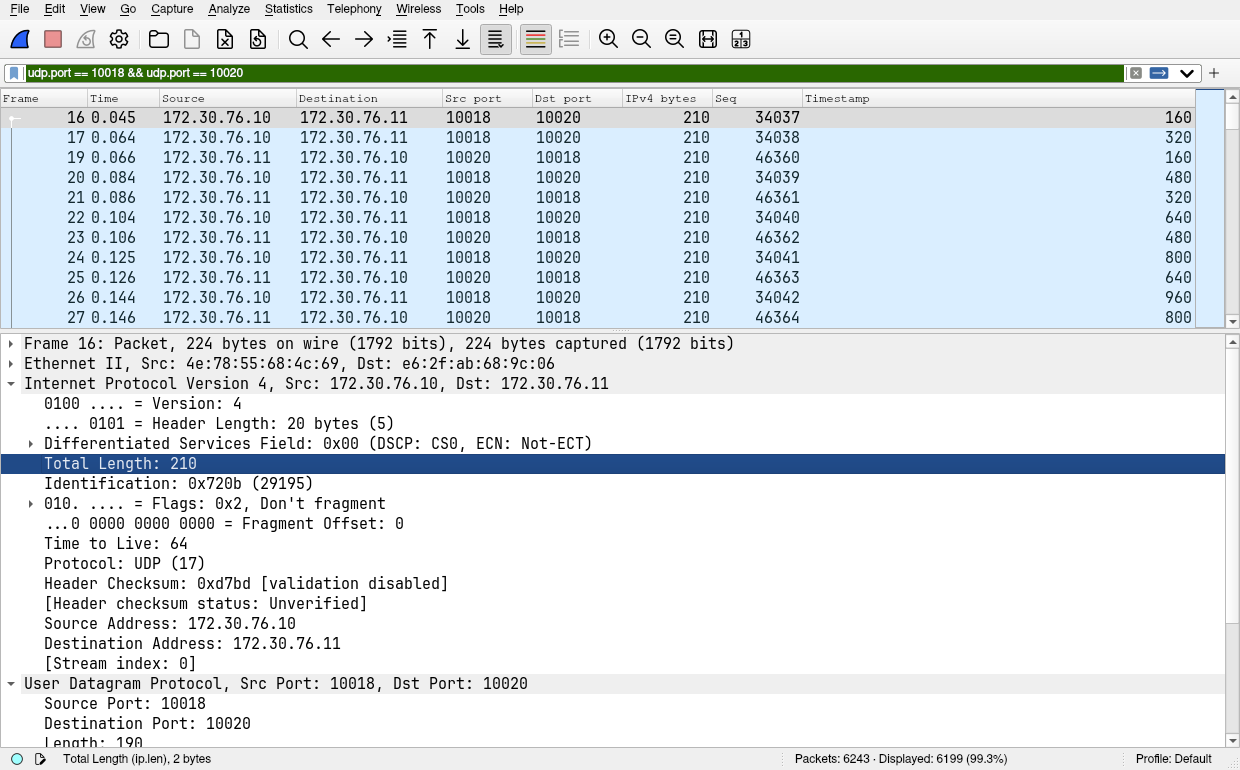 File Edit View Go Capture Analyze Statistics Telephony Wireless Tools Help
udp.port == 10018 && udp.port == 10020
Frame Time Source Destination Src port Dst port IPv4 bytes Seq Timestamp
16 0.045 172.30.76.10 172.30.76.11 10018 10020 210 34037 160
17 0.064 172.30.76.10 172.30.76.11 10018 10020 210 34038 320
19 0.066 172.30.76.11 172.30.76.10 10020 10018 210 46360 160
20 0.084 172.30.76.10 172.30.76.11 10018 10020 210 34039 480
21 0.086 172.30.76.11 172.30.76.10 10020 10018 210 46361 320
22 0.104 172.30.76.10 172.30.76.11 10018 10020 210 34040 640
23 0.106 172.30.76.11 172.30.76.10 10020 10018 210 46362 480
24 0.125 172.30.76.10 172.30.76.11 10018 10020 210 34041 800
25 0.126 172.30.76.11 172.30.76.10 10020 10018 210 46363 640
26 0.144 172.30.76.10 172.30.76.11 10018 10020 210 34042 960
27 0.146 172.30.76.11 172.30.76.10 10020 10018 210 46364 800
Frame 16: Packet, 224 bytes on wire (1792 bits), 224 bytes captured (1792 bits)
Ethernet II, Src: 4e:78:55:68:4c:69, Dst: e6:2f:ab:68:9c:06
Internet Protocol Version 4, Src: 172.30.76.10, Dst: 172.30.76.11
0100 .... = Version: 4
.... 0101 = Header Length: 20 bytes (5)
Differentiated Services Field: 0x00 (DSCP: CS0, ECN: Not-ECT)
Total Length: 210
Identification: 0x720b (29195)
010. .... = Flags: 0x2, Don't fragment
...0 0000 0000 0000 = Fragment Offset: 0
Time to Live: 64
Protocol: UDP (17)
Header Checksum: 0xd7bd [validation disabled]
[Header checksum status: Unverified]
Source Address: 172.30.76.10
Destination Address: 172.30.76.11
[Stream index: 0]
User Datagram Protocol, Src Port: 10018, Dst Port: 10020
Source Port: 10018
Destination Port: 10020
Length: 190
Total Length (ip.len), 2 bytes Packets: 6243 · Displayed: 6199 (99.3%) Profile: Default